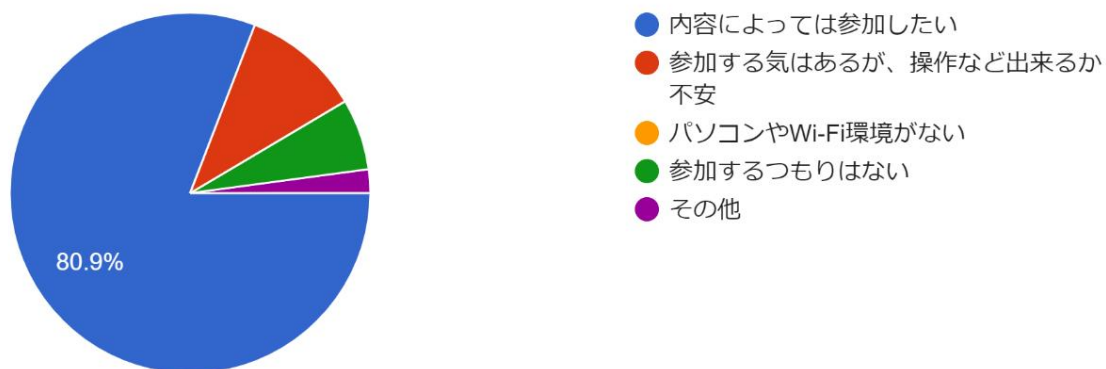 内容によっては参加したい
参加する気はあるが、操作など出来るか
不安
パソコンやWi-Fi環境がない
参加するつもりはない
その他
80.9%